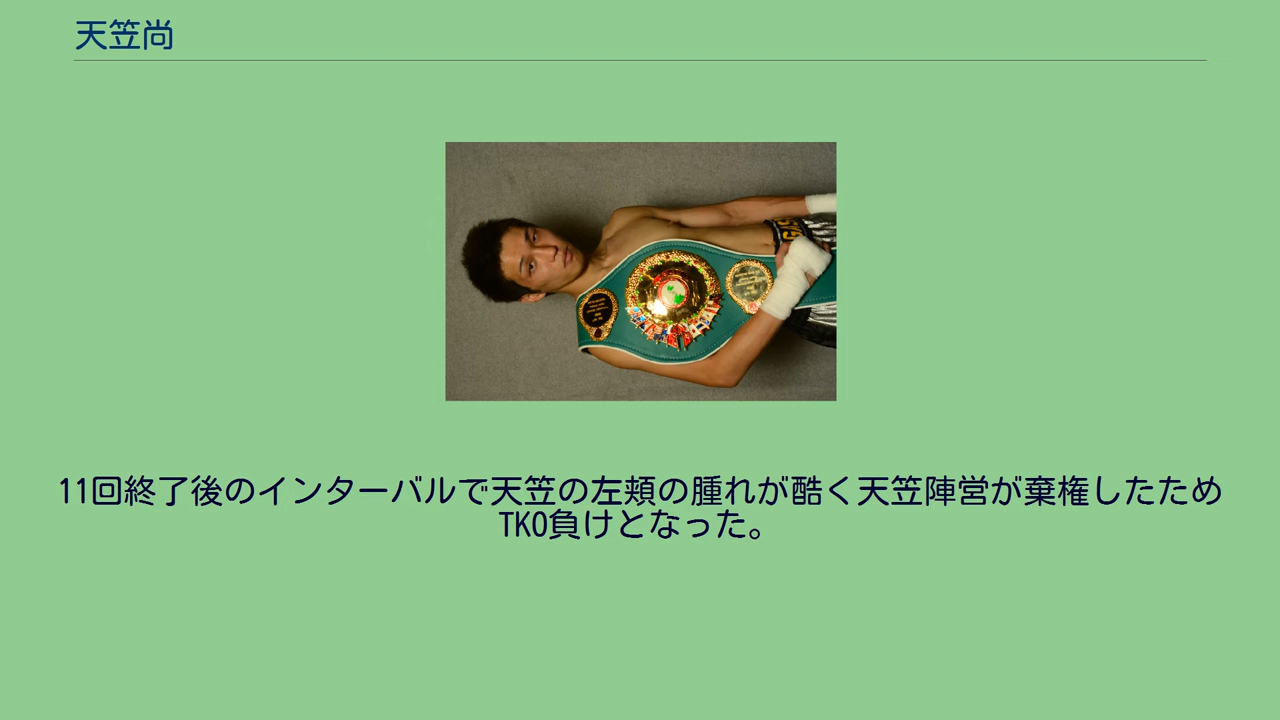 天笠尚
11回終了後のインターバルで天笠の左頬の腫れが酷く天笠陣営が棄権したため
TKO負けとなった。